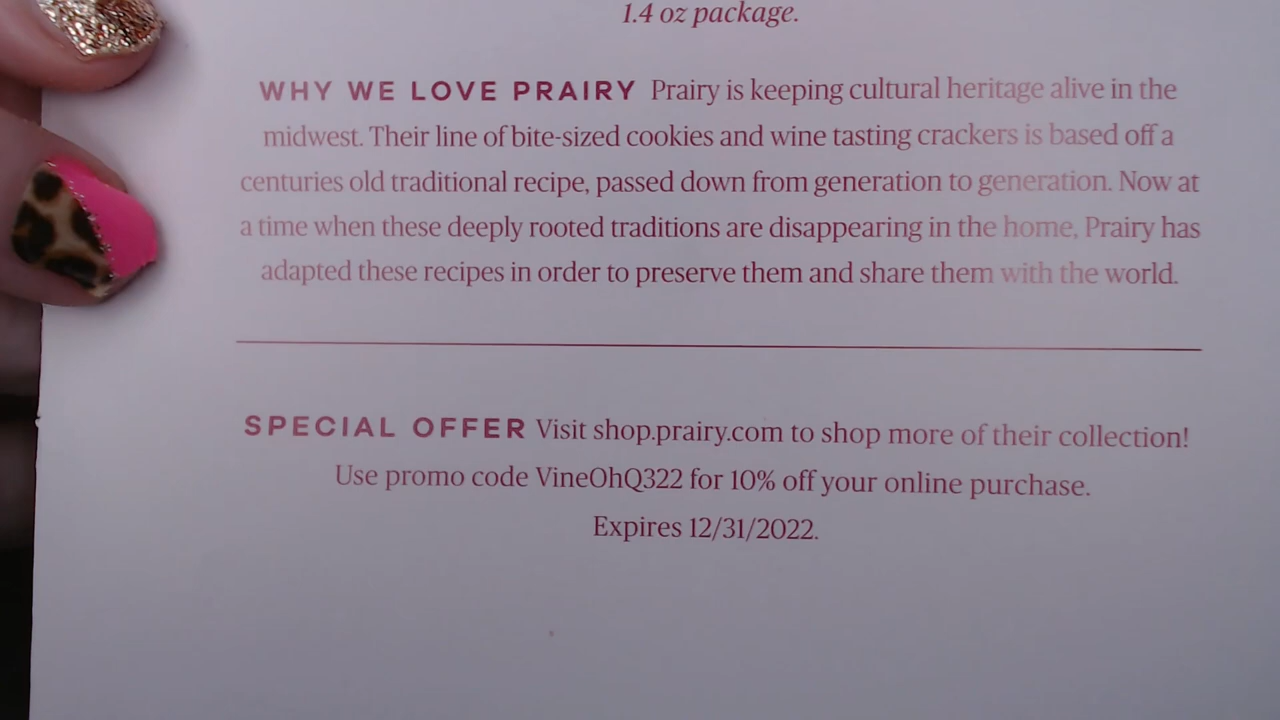 1.4 oz package.
WHY WE LOVE PRAIRY Prairy is keeping cultural heritage alive in the
midwest. Their line of bite-sized cookies and wine tasting crackers is based off a
centuries old traditional recipe, passed down from generation to generation. Now at
a time when these deeply rooted traditions are disappearing in the home, Prairy has
adapted these recipes in order to preserve them and share them with the world.
SPECIAL OFFER Visit shop.prairy.com to shop more of their collection!
Use promo code VineOhQ322 for 10% off your online purchase.
Expires 12/31/2022.